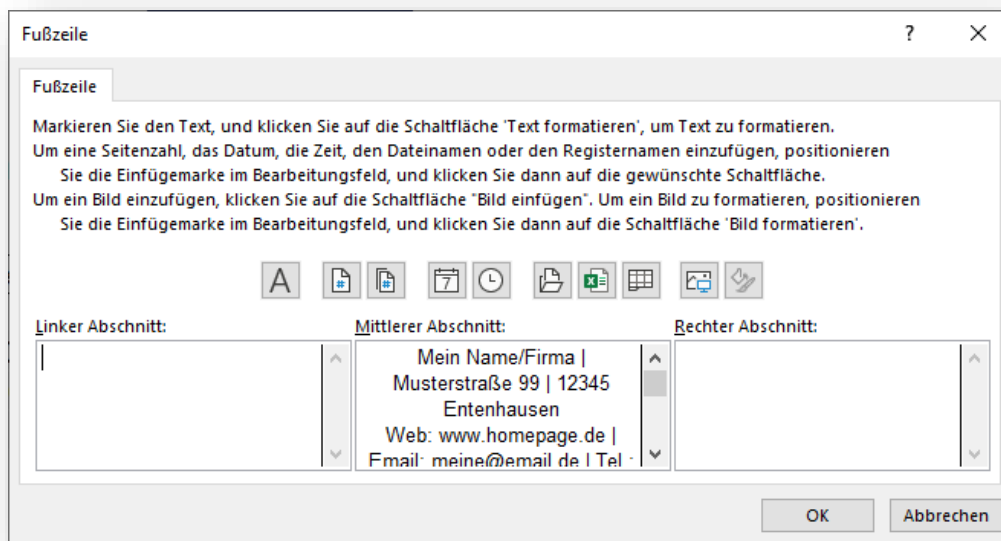 Fußzeile
Fußzeile
Markieren Sie den Text, und klicken Sie auf die Schaltfläche 'Text formatieren', um Text zu formatieren.
Um eine Seitenzahl, das Datum, die Zeit, den Dateinamen oder den Registernamen einzufügen, positionieren
Sie die Einfügemarke im Bearbeitungsfeld, und klicken Sie dann auf die gewünschte Schaltfläche.
Um ein Bild einzufügen, klicken Sie auf die Schaltfläche "Bild einfügen". Um ein Bild zu formatieren, positionieren
Sie die Einfügemarke im Bearbeitungsfeld, und klicken Sie dann auf die Schaltfläche 'Bild formatieren'.
Linker Abschnitt: Mittlerer Abschnitt: Rechter Abschnitt:
Mein Name/Firma |
Musterstraße 99 | 12345
Entenhausen
Web: www.homepage.de |
Email: meine@email.de | Tel.:
OK Abbrechen